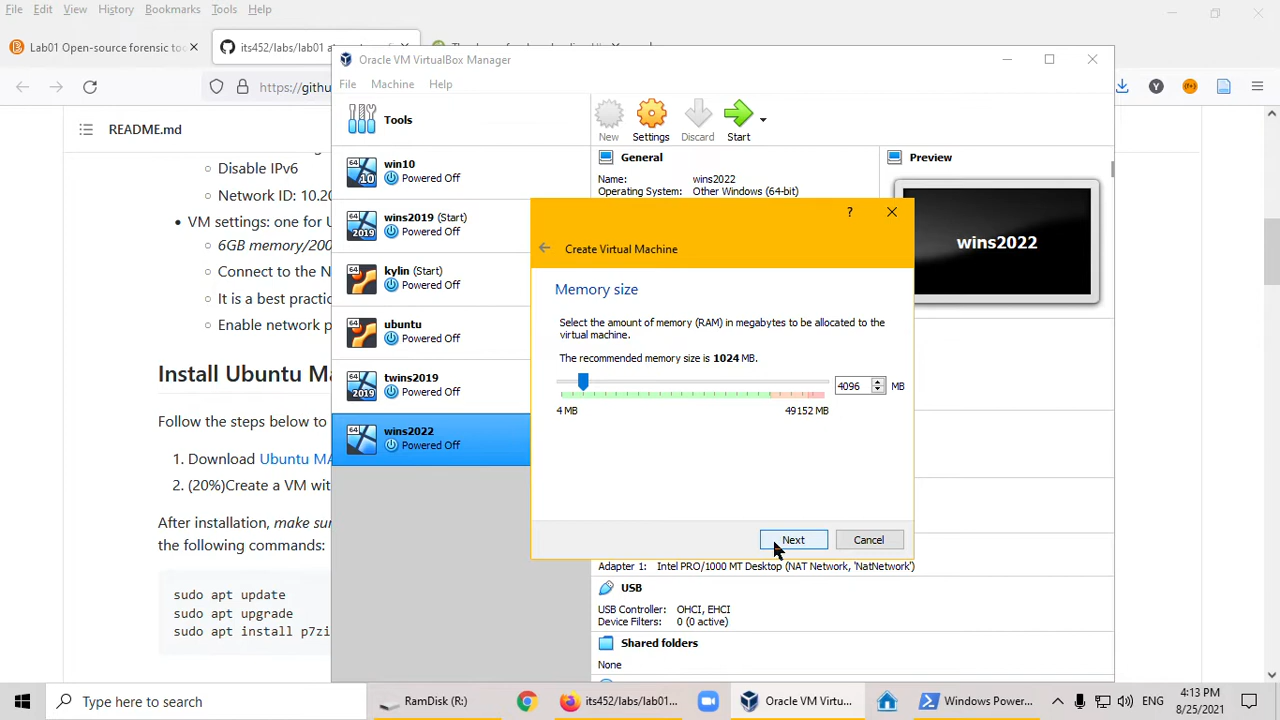 File Edit View History Bookmarks Tools Help
Lab01 Open-source forensic to
its452/labs/lab01
https://githu
README.md
Disable IPv6
Network ID: 10.20
VM settings: one for U
6GB memory/200
Connect to the N
It is a best practic
Enable network p
Install Ubuntu Ma
Follow the steps below to
1. Download Ubuntu MA
2. (20%)Create a VM wit
After installation, make sur
the following commands:
sudo apt update
sudo apt upgrade
sudo apt install p7zi
Oracle VM VirtualBox Manager
File Machine Help
Tools
New Settings Discard Start
win10
Powered Off
wins2019 (Start)
Powered Off
kylin (Start)
Powered Off
ubuntu
Powered Off
twins2019
Powered Off
wins2022
Powered Off
General
Name: wins2022
Operating System: Other Windows (64-bit)
Preview
wins2022
?
Create Virtual Machine
Memory size
Select the amount of memory (RAM) in megabytes to be allocated to the
virtual machine.
The recommended memory size is 1024 MB.
4096 MB
4 MB 49152 MB
Next Cancel
Adapter 1: Intel PRO/1000 MT Desktop (NAT Network, 'NatNetwork')
USB
USB Controller: OHCI, EHCI
Device Filters: 0 (0 active)
Shared folders
None
Type here to search
RamDisk (R:)
its452/labs/lab01...
Oracle VM Virtu...
Windows Powe...
ENG
4:13 PM
8/25/2021